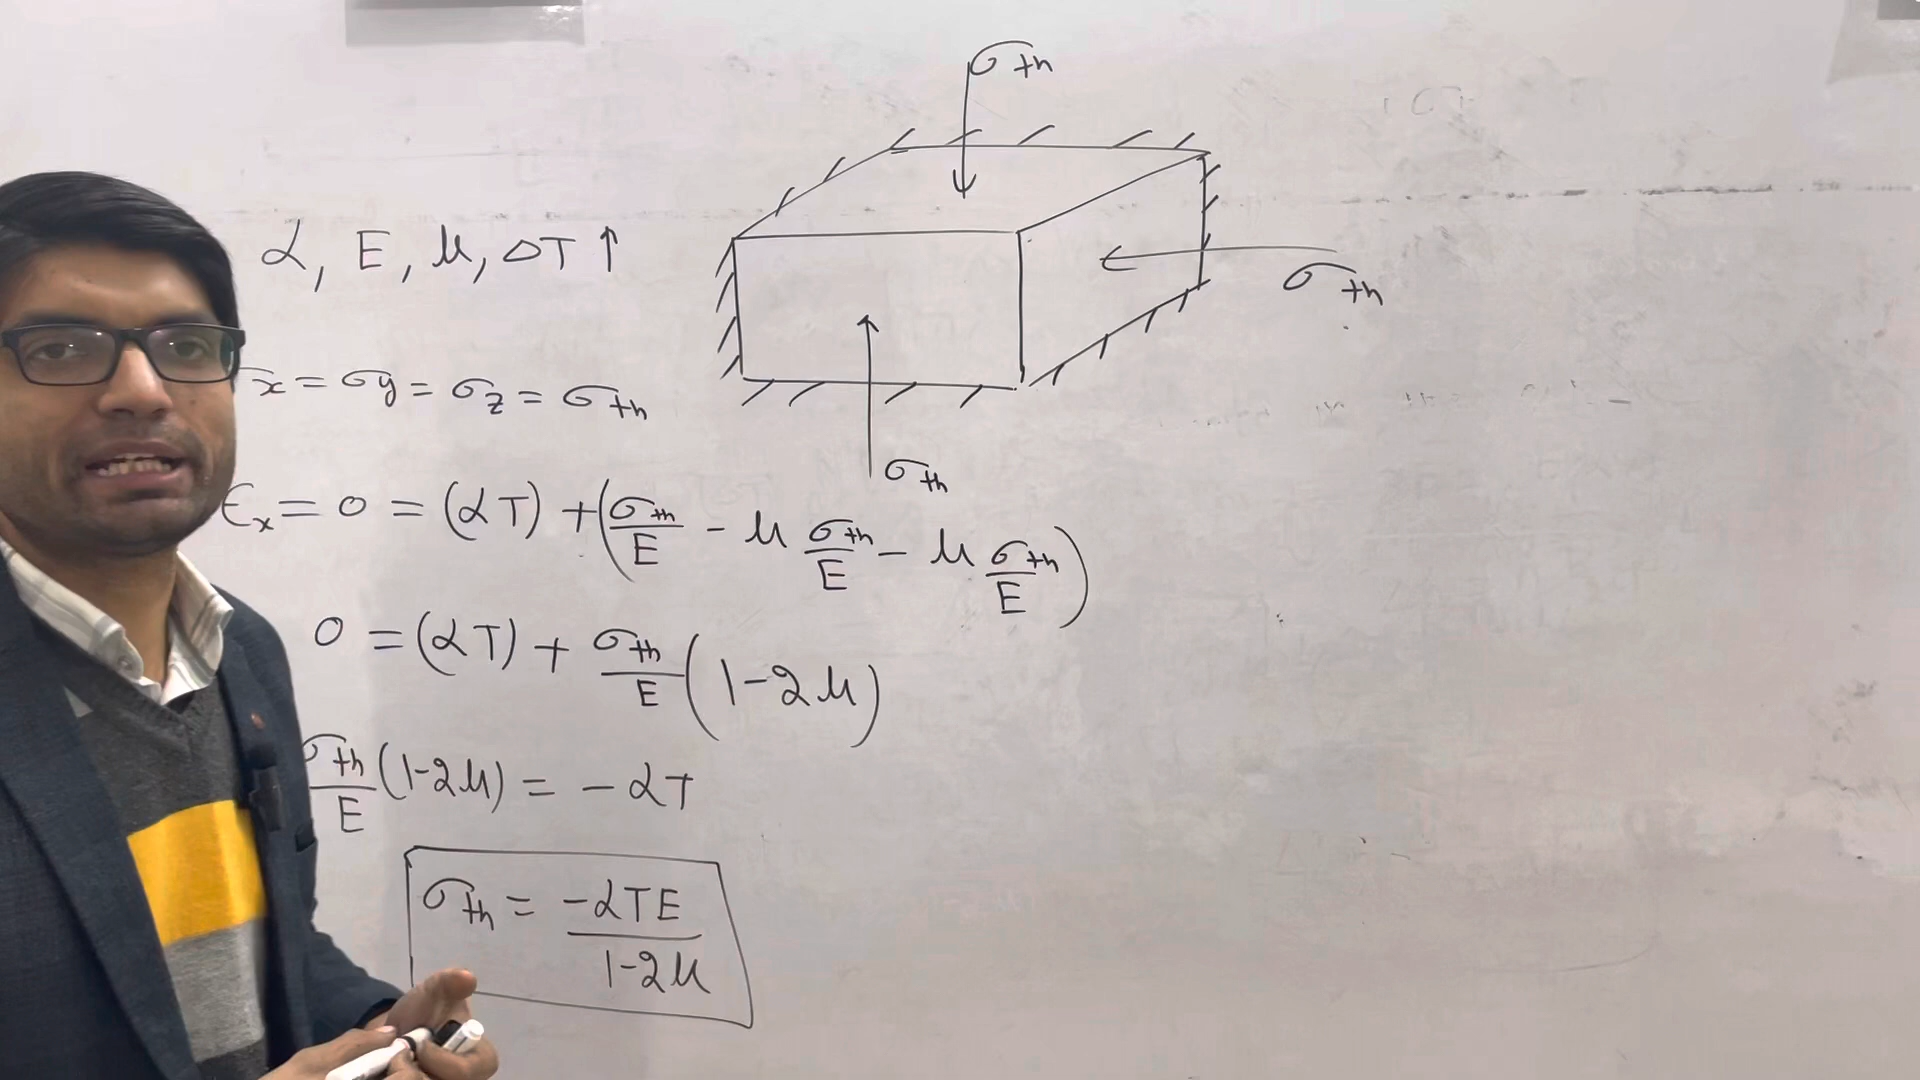 σth
α, E, μ, ΔT ↑
σth
x = σy = σz = σth
σth
εx = 0 = (αT) + (σth/E - μ σth/E - μ σth/E)
0 = (αT) + σth/E (1-2μ)
σth/E (1-2μ) = - αT
σth = -αTE/1-2μ